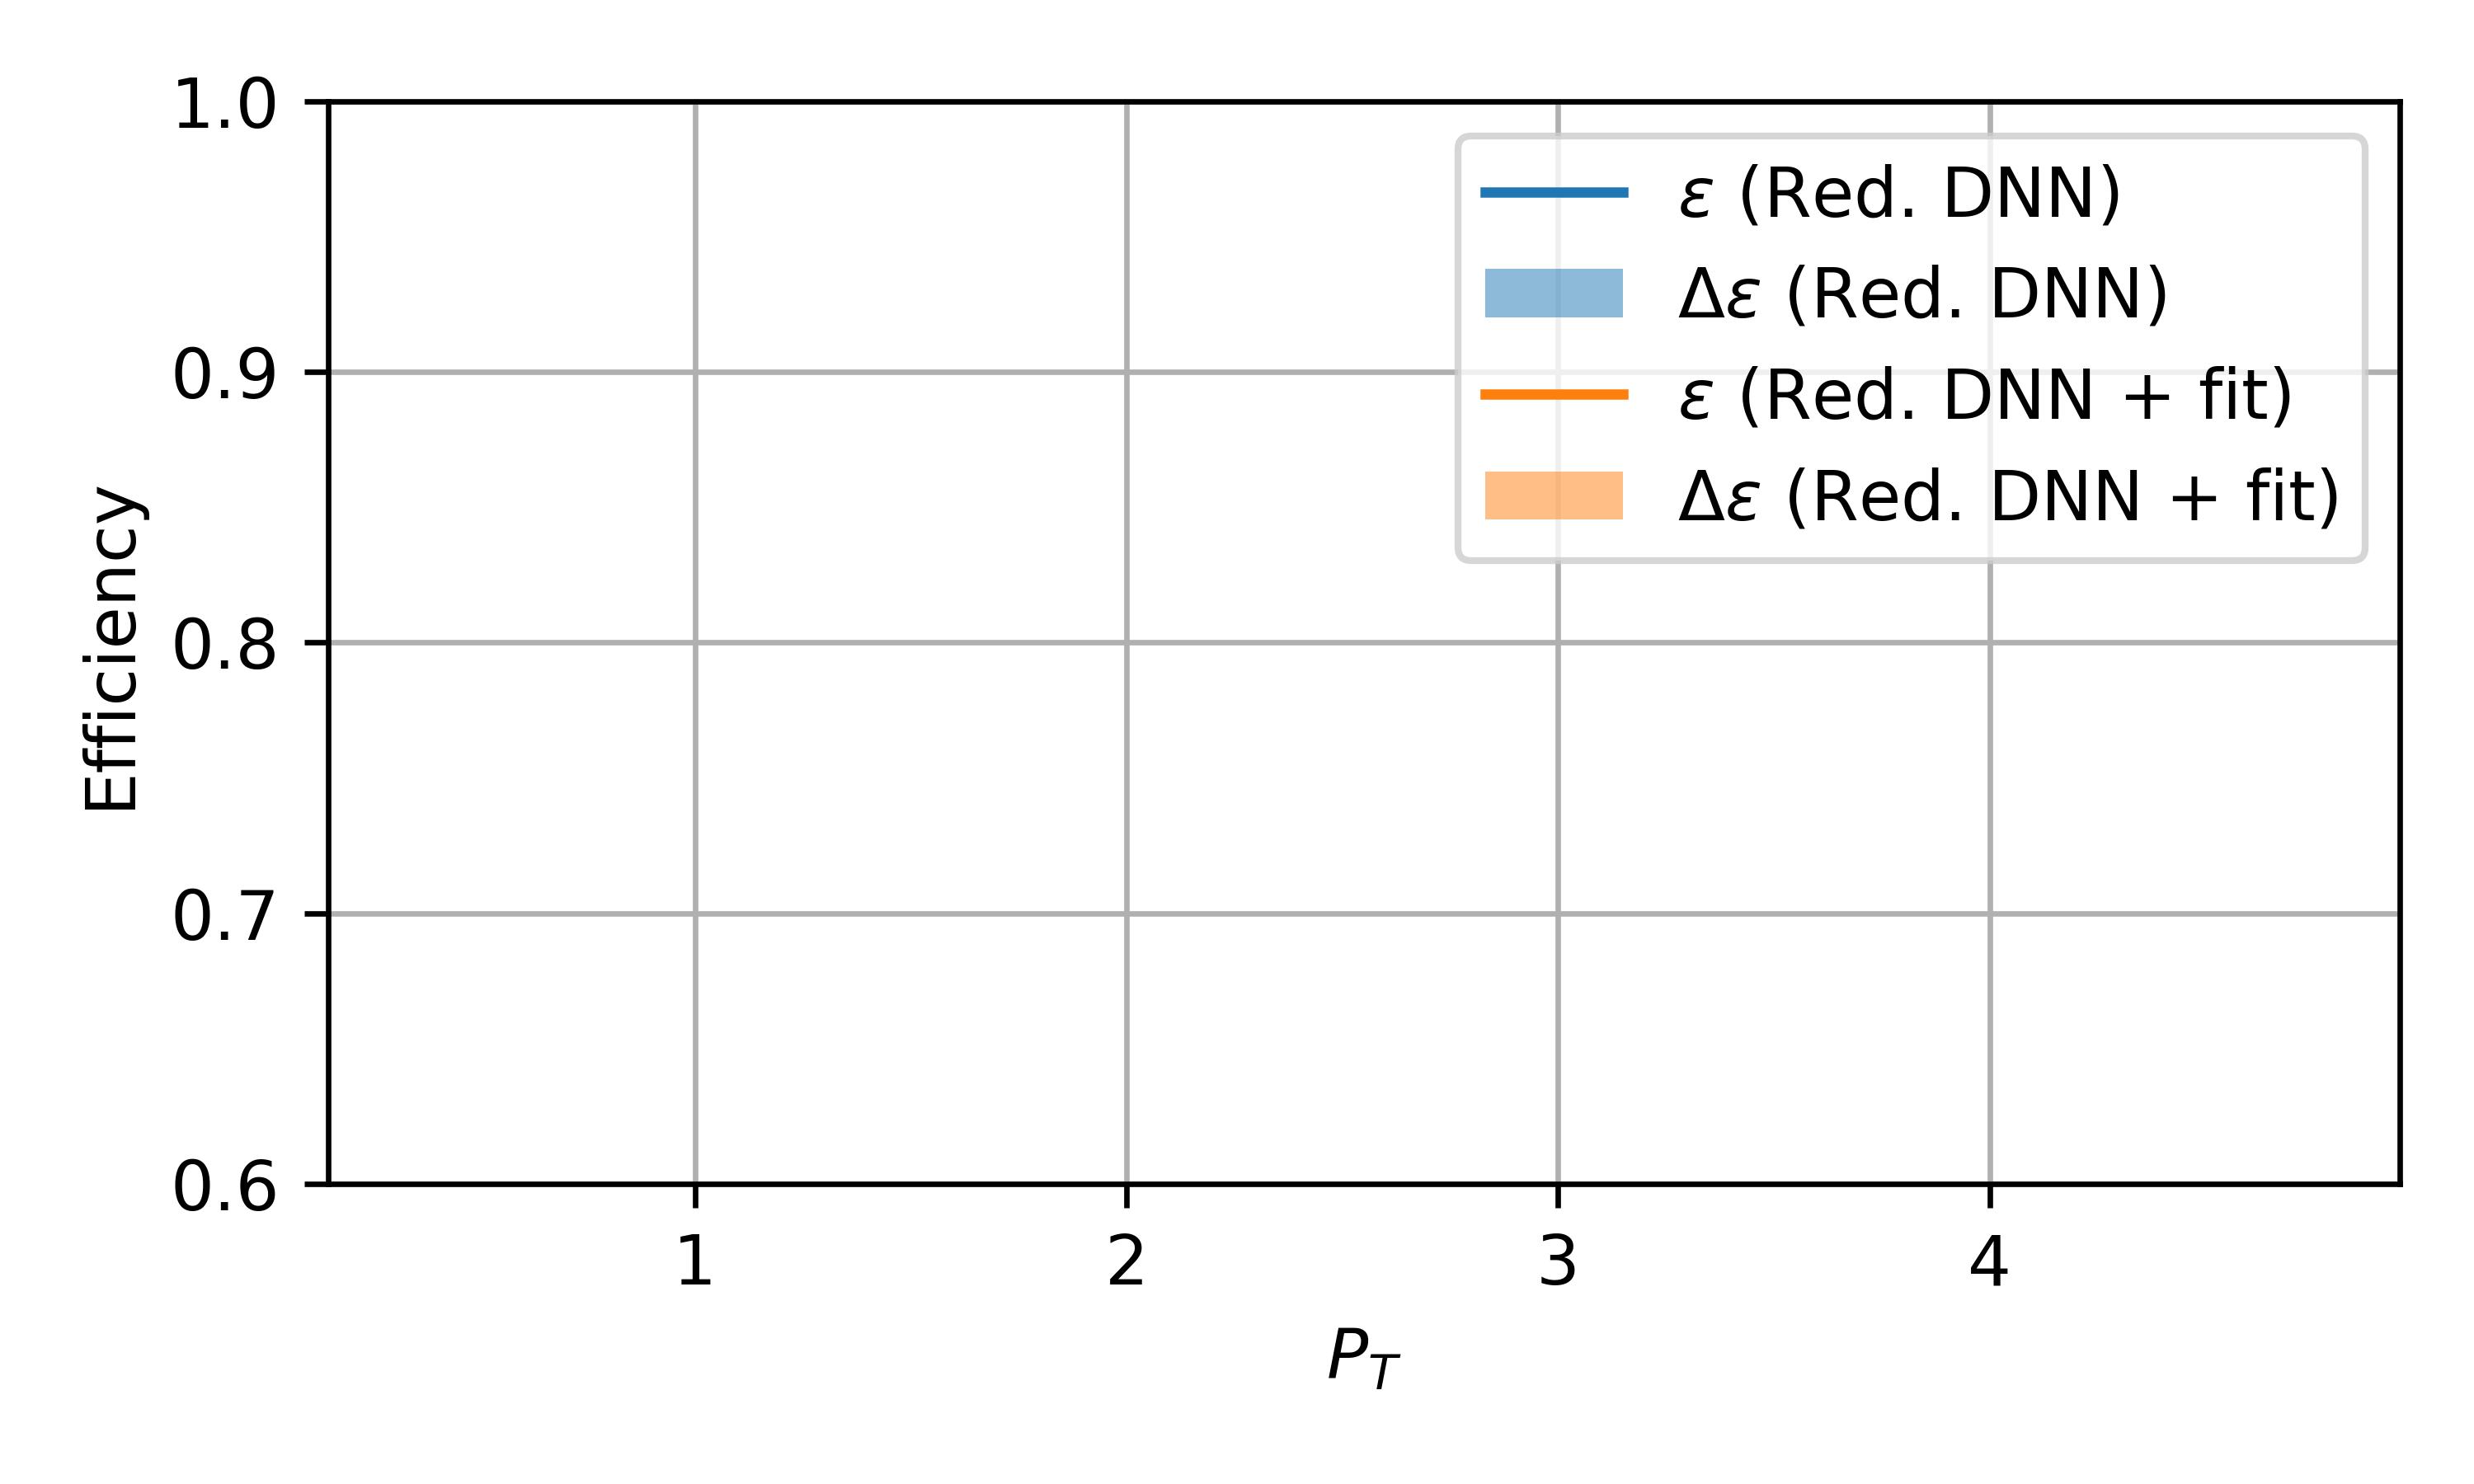 1.0
0.9
0.8
0.7
0.6
Efficiency
ε (Red. DNN)
Δε (Red. DNN)
ε (Red. DNN + fit)
Δε (Red. DNN + fit)
1 2 3 4
P_T